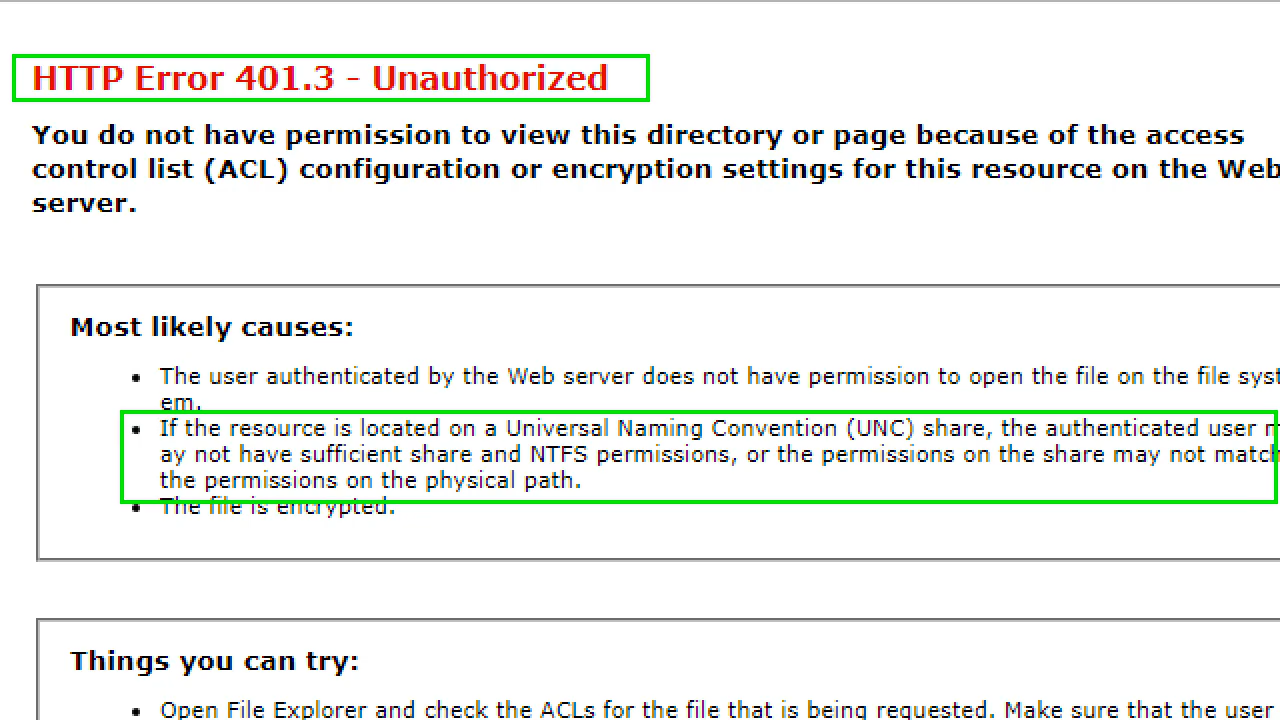 HTTP Error 401.3 - Unauthorized
You do not have permission to view this directory or page because of the access
control list (ACL) configuration or encryption settings for this resource on the Web
server.
Most likely causes:
• The user authenticated by the Web server does not have permission to open the file on the file syst
em.
• If the resource is located on a Universal Naming Convention (UNC) share, the authenticated user m
ay not have sufficient share and NTFS permissions, or the permissions on the share may not match
the permissions on the physical path.
• The file is encrypted.
Things you can try:
• Open File Explorer and check the ACLs for the file that is being requested. Make sure that the user